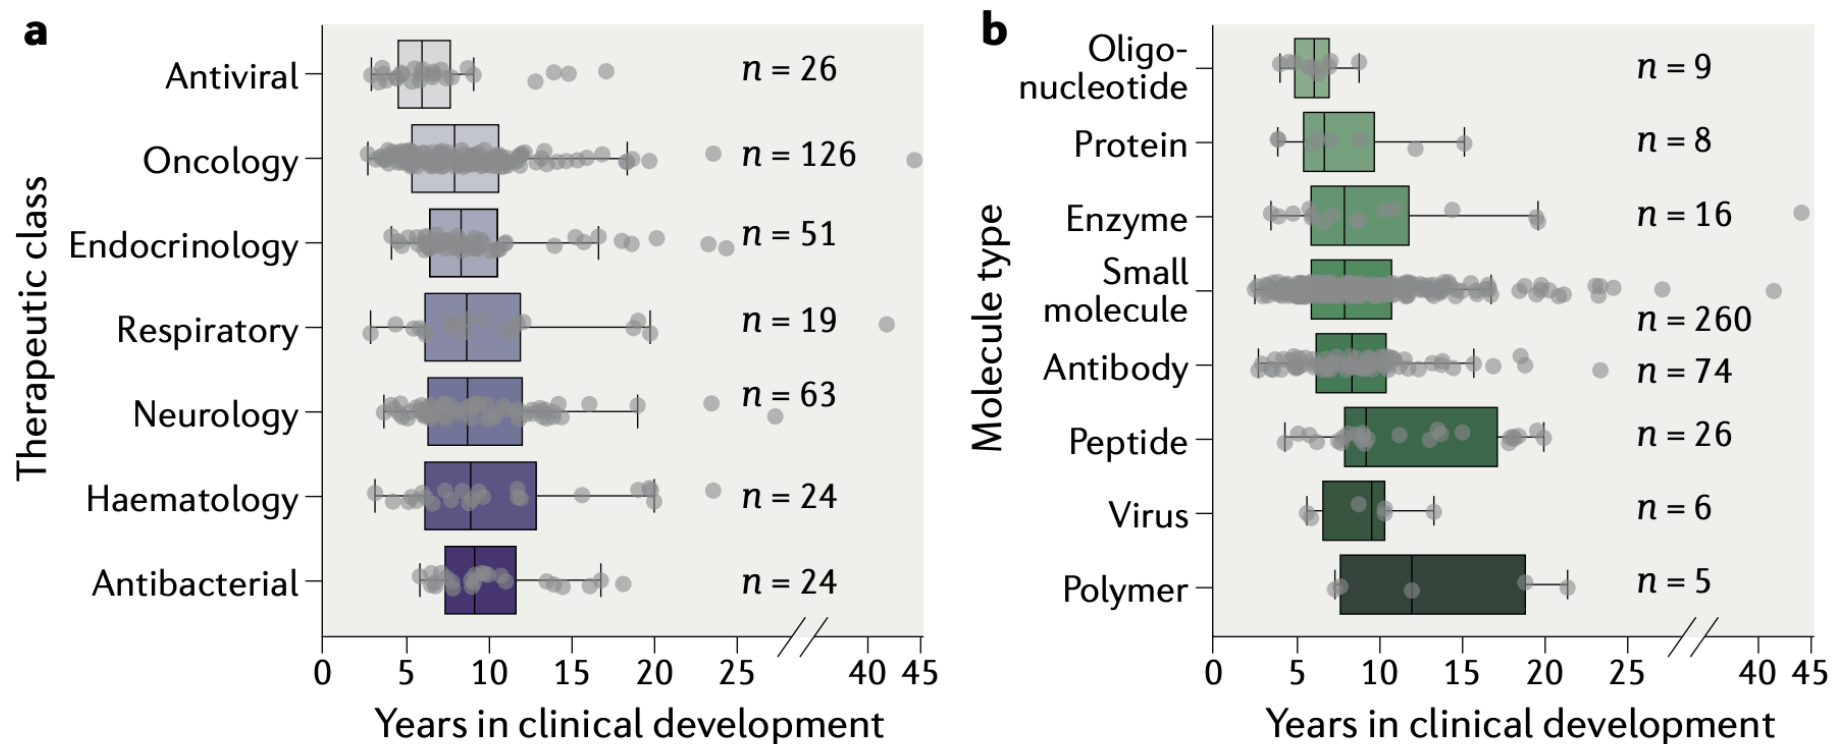 a
Therapeutic class
Antiviral
n = 26
Oncology
n = 126
Endocrinology
n = 51
Respiratory
n = 19
Neurology
n = 63
Haematology
n = 24
Antibacterial
n = 24
0 5 10 15 20 25 40 45
Years in clinical development
b
Molecule type
Oligo-
nucleotide
n = 9
Protein
n = 8
Enzyme
n = 16
Small
molecule
n = 260
Antibody
n = 74
Peptide
n = 26
Virus
n = 6
Polymer
n = 5
0 5 10 15 20 25 40 45
Years in clinical development